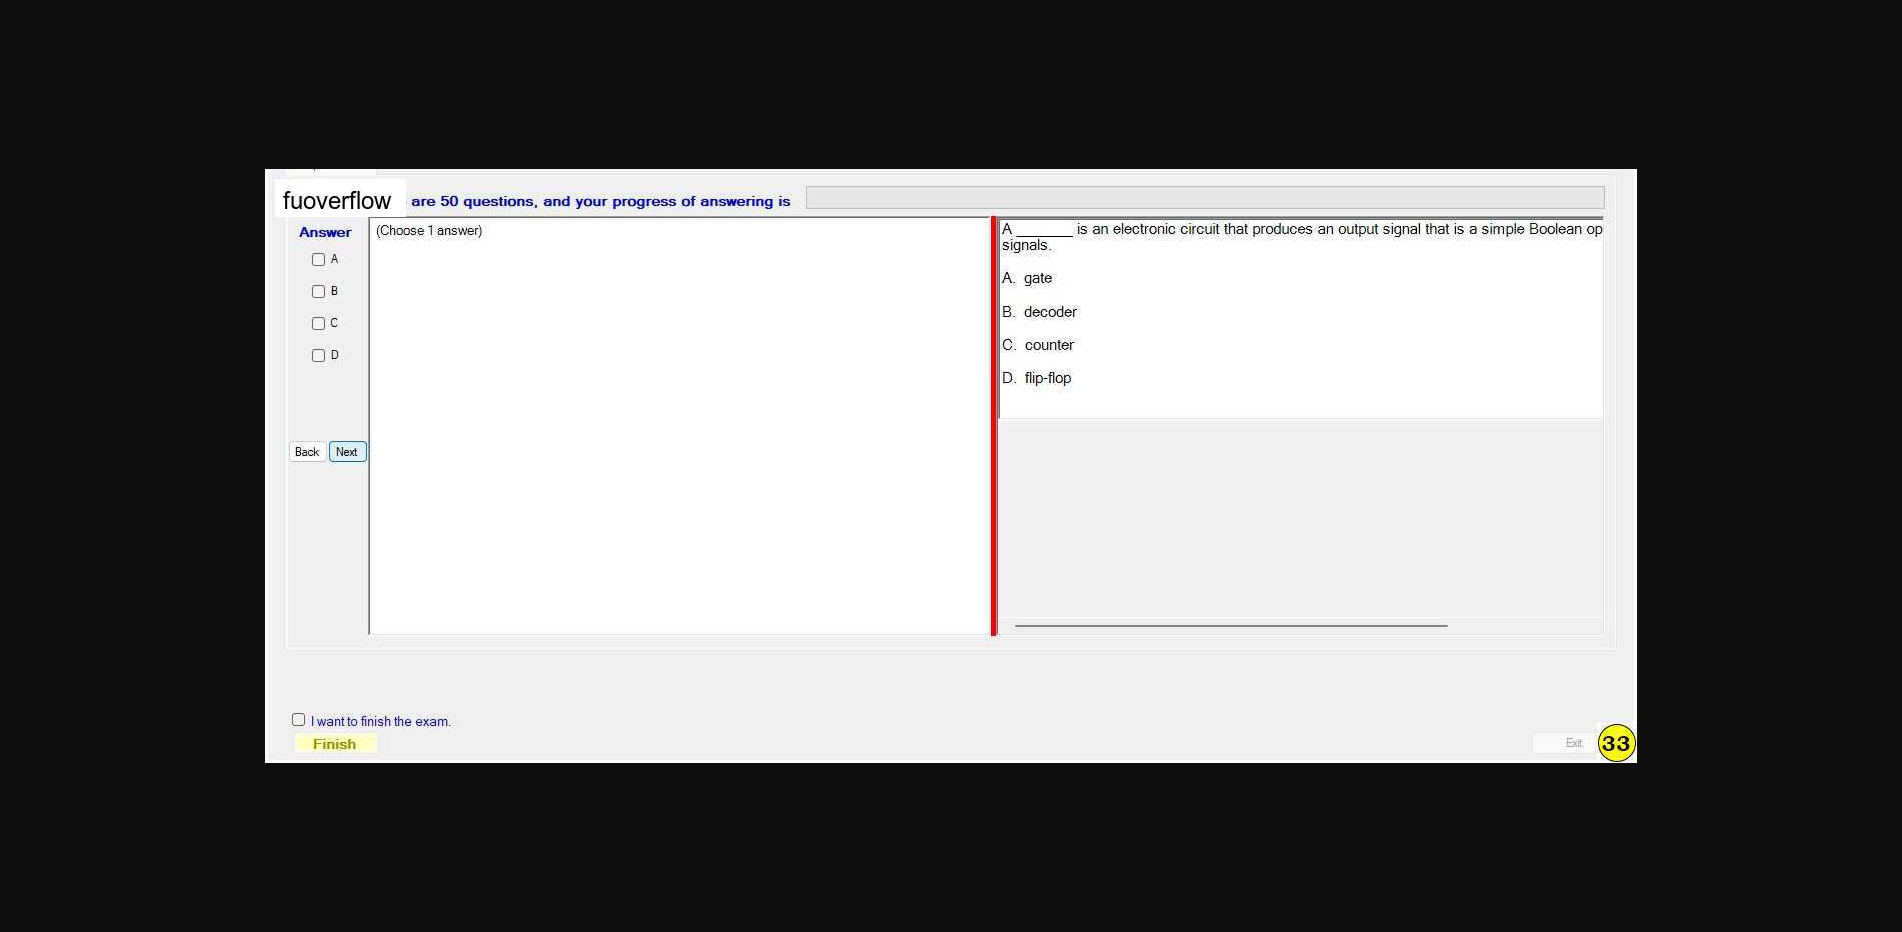 fuoverflow are 50 questions, and your progress of answering is
Answer
A
B
C
D
Back Next
(Choose 1 answer)
A _______ is an electronic circuit that produces an output signal that is a simple Boolean op
signals.
A. gate
B. decoder
C. counter
D. flip-flop
I want to finish the exam.
Finish
Exit
33